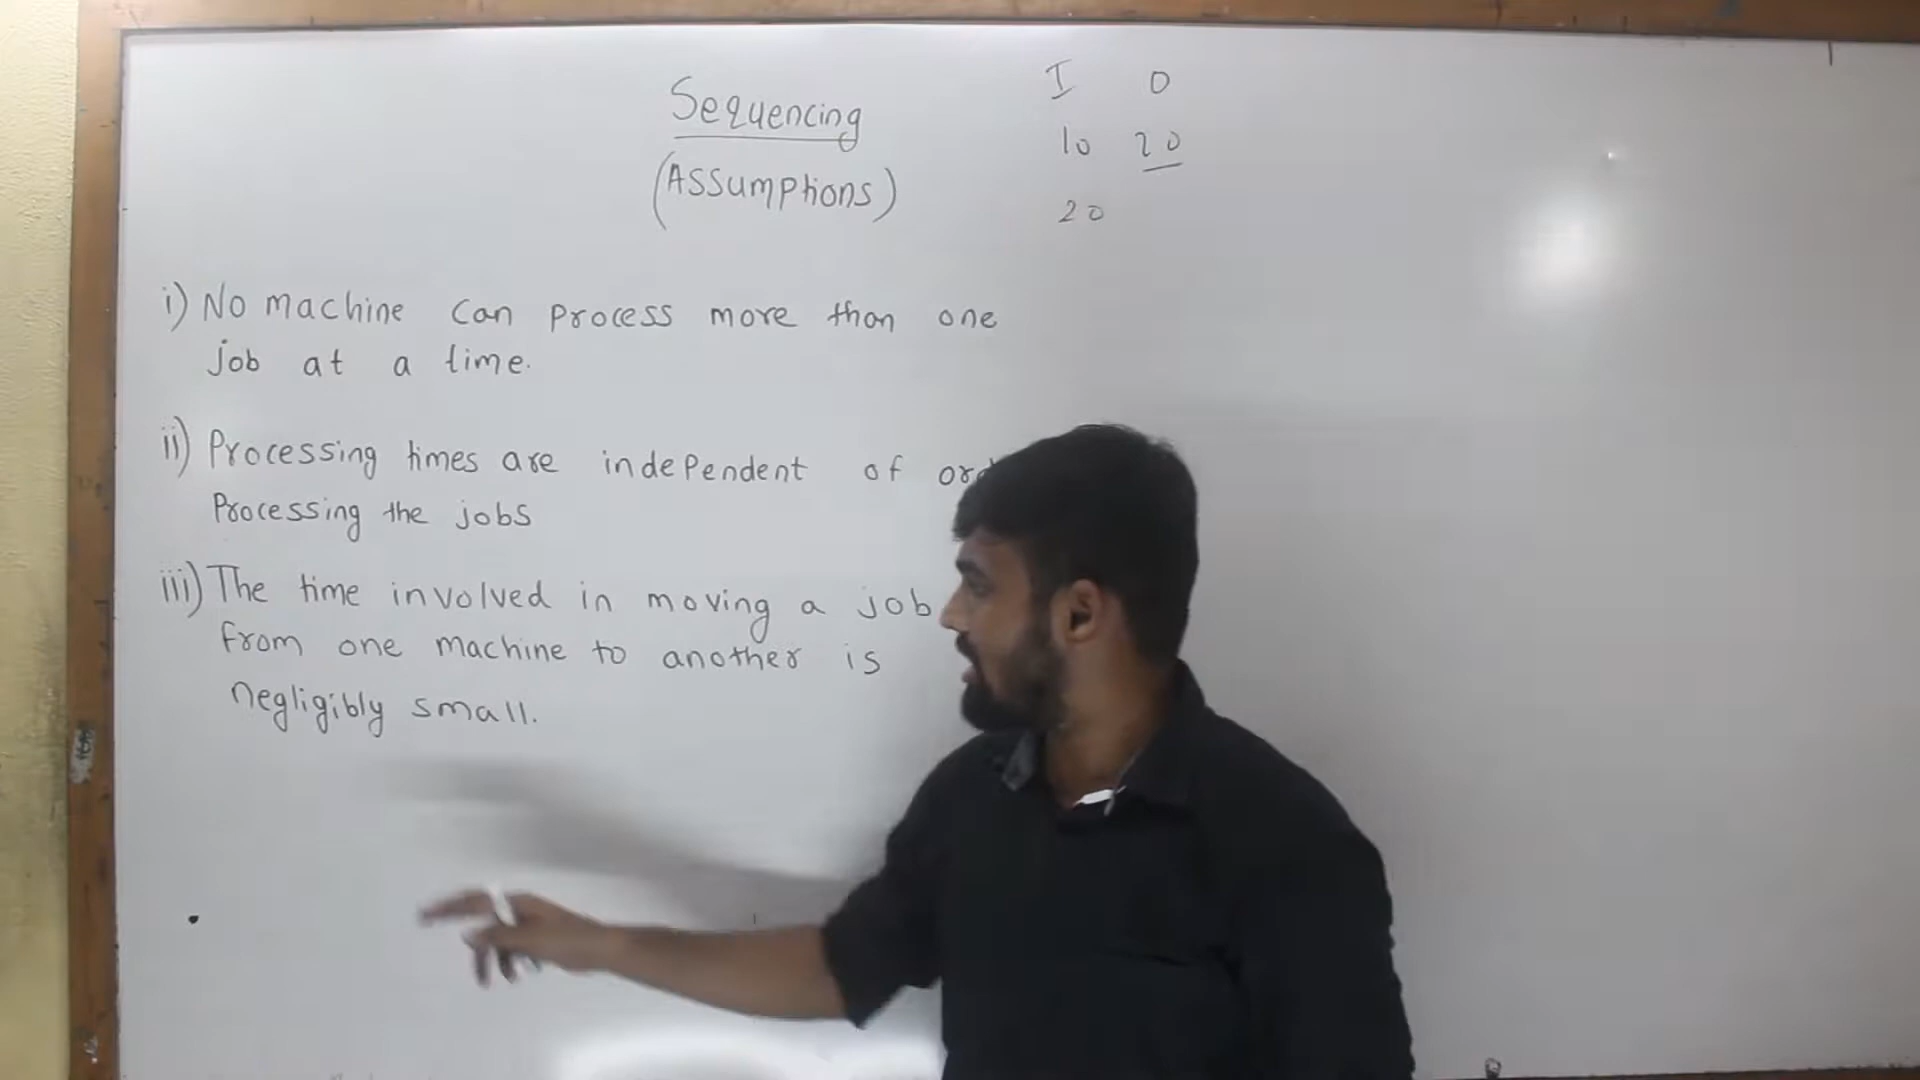 Sequencing
(Assumptions)
I O
10 20
20
i) No machine can process more than one
job at a time.
ii) Processing times are independent of
Processing the jobs
iii) The time involved in moving a job
from one machine to another is
negligibly small.